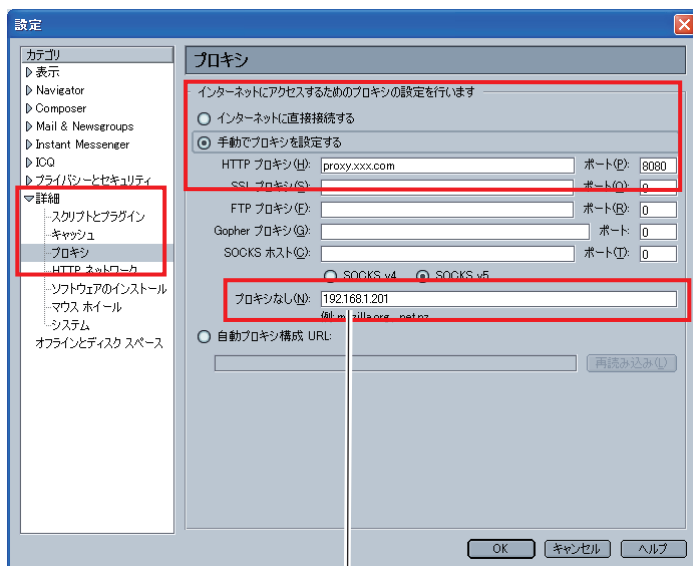 設定
カテゴリ
表示
Navigator
Composer
Mail & Newsgroups
Instant Messenger
ICQ
プライバシーとセキュリティ
詳細
スクリプトとプラグイン
キャッシュ
プロキシ
HTTP ネットワーク
ソフトウェアのインストール
マウス ホイール
システム
オフラインとディスク スペース
プロキシ
インターネットにアクセスするためのプロキシの設定を行います
インターネットに直接接続する
手動でプロキシを設定する
HTTP プロキシ(H): proxy.xxx.com ポート(P): 8080
SSL プロキシ(S): ポート(O): 0
FTP プロキシ(F): ポート(R): 0
Gopher プロキシ(G): ポート: 0
SOCKS ホスト(C): ポート(T): 0
SOCKS v4 SOCKS v5
プロキシなし(N): 192.168.1.201
例: mozilla.org, .net.nz
自動プロキシ構成 URL:
再読み込み(L)
OK キャンセル ヘルプ